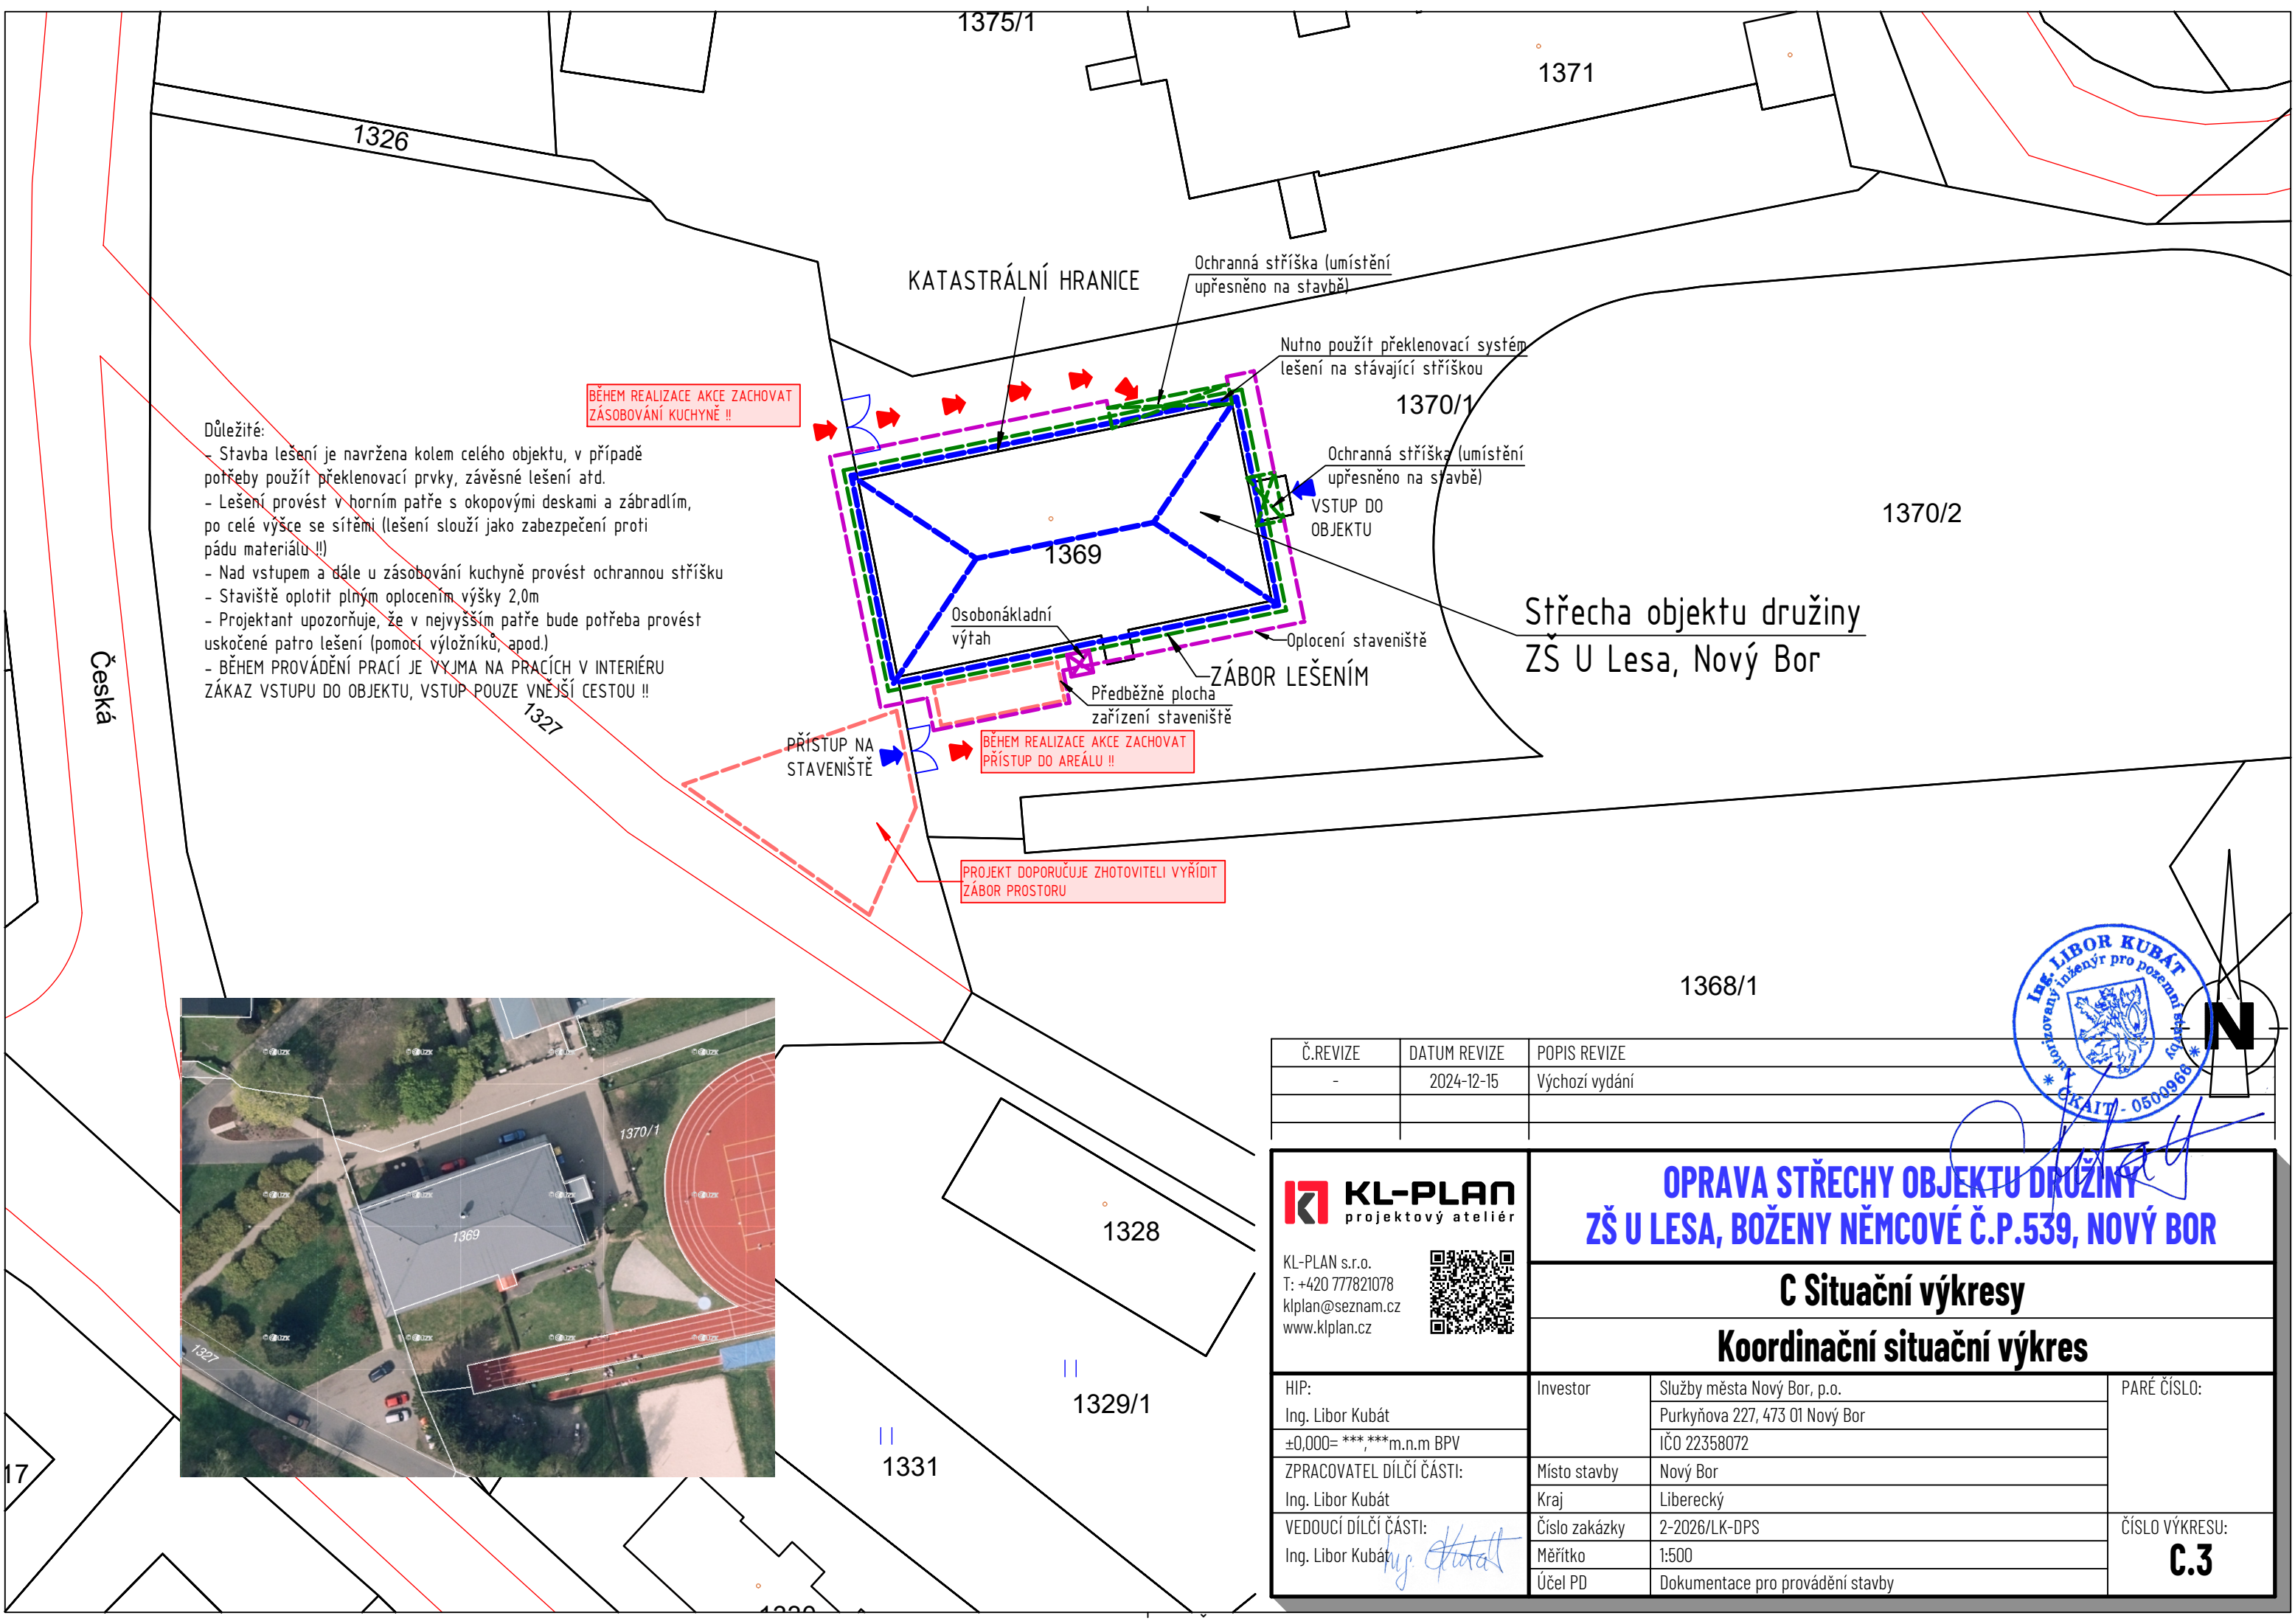 1375/1
1371
1326
KATASTRÁLNÍ HRANICE
Ochranná stříška (umístění
upřesněno na stavbě)
Nutno použít překlenovací systém
lešení na stávající stříškou
1370/1
BĚHEM REALIZACE AKCE ZACHOVAT
ZÁSOBOVÁNÍ KUCHYNĚ !!
Důležité:
- Stavba lešení je navržena kolem celého objektu, v případě
potřeby použít překlenovací prvky, závěsné lešení atd.
- Lešení provést v horním patře s okopovými deskami a zábradlím,
po celé výšce se sítěmi (lešení slouží jako zabezpečení proti
pádu materiálu !!)
- Nad vstupem a dále u zásobování kuchyně provést ochrannou stříšku
- Staviště oplotit plným oplocením výšky 2,0m
- Projektant upozorňuje, že v nejvyšším patře bude potřeba provést
uskočené patro lešení (pomocí výložníků, apod.)
- BĚHEM PROVÁDĚNÍ PRACÍ JE VYJMA NA PRACÍCH V INTERIÉRU
ZÁKAZ VSTUPU DO OBJEKTU, VSTUP POUZE VNĚJŠÍ CESTOU !!
Ochranná stříška (umístění
upřesněno na stavbě)
VSTUP DO
OBJEKTU
1370/2
1369
Osobonákladní
výtah
Oplocení staveniště
ZÁBOR LEŠENÍM
Střecha objektu družiny
ZŠ U Lesa, Nový Bor
Předběžně plocha
zařízení staveniště
Česká
1327
PŘÍSTUP NA
STAVENIŠTĚ
BĚHEM REALIZACE AKCE ZACHOVAT
PŘÍSTUP DO AREÁLU !!
PROJEKT DOPORUČUJE ZHOTOVITELI VYŘÍDIT
ZÁBOR PROSTORU
1368/1
Ing. LIBOR KUBÁT
Autorizovaný inženýr pro pozemní stavby
* ČKAIT - 0500966 *
N
1370/1
1369
1327
1328
1329/1
1331
17
Č.REVIZE DATUM REVIZE POPIS REVIZE
- 2024-12-15 Výchozí vydání
KL-PLAN
projektový ateliér
KL-PLAN s.r.o.
T: +420 777821078
klplan@seznam.cz
www.klplan.cz
OPRAVA STŘECHY OBJEKTU DRUŽINY
ZŠ U LESA, BOŽENY NĚMCOVÉ Č.P.539, NOVÝ BOR
C Situační výkresy
Koordinační situační výkres
HIP:
Ing. Libor Kubát
±0,000= ***,***m.n.m BPV
ZPRACOVATEL DÍLČÍ ČÁSTI:
Ing. Libor Kubát
VEDOUCÍ DÍLČÍ ČÁSTI:
Ing. Libor Kubát
Investor Služby města Nový Bor, p.o.
Purkyňova 227, 473 01 Nový Bor
IČO 22358072
Místo stavby Nový Bor
Kraj Liberecký
Číslo zakázky 2-2026/LK-DPS
Měřítko 1:500
Účel PD Dokumentace pro provádění stavby
PARÉ ČÍSLO:
ČÍSLO VÝKRESU:
C.3